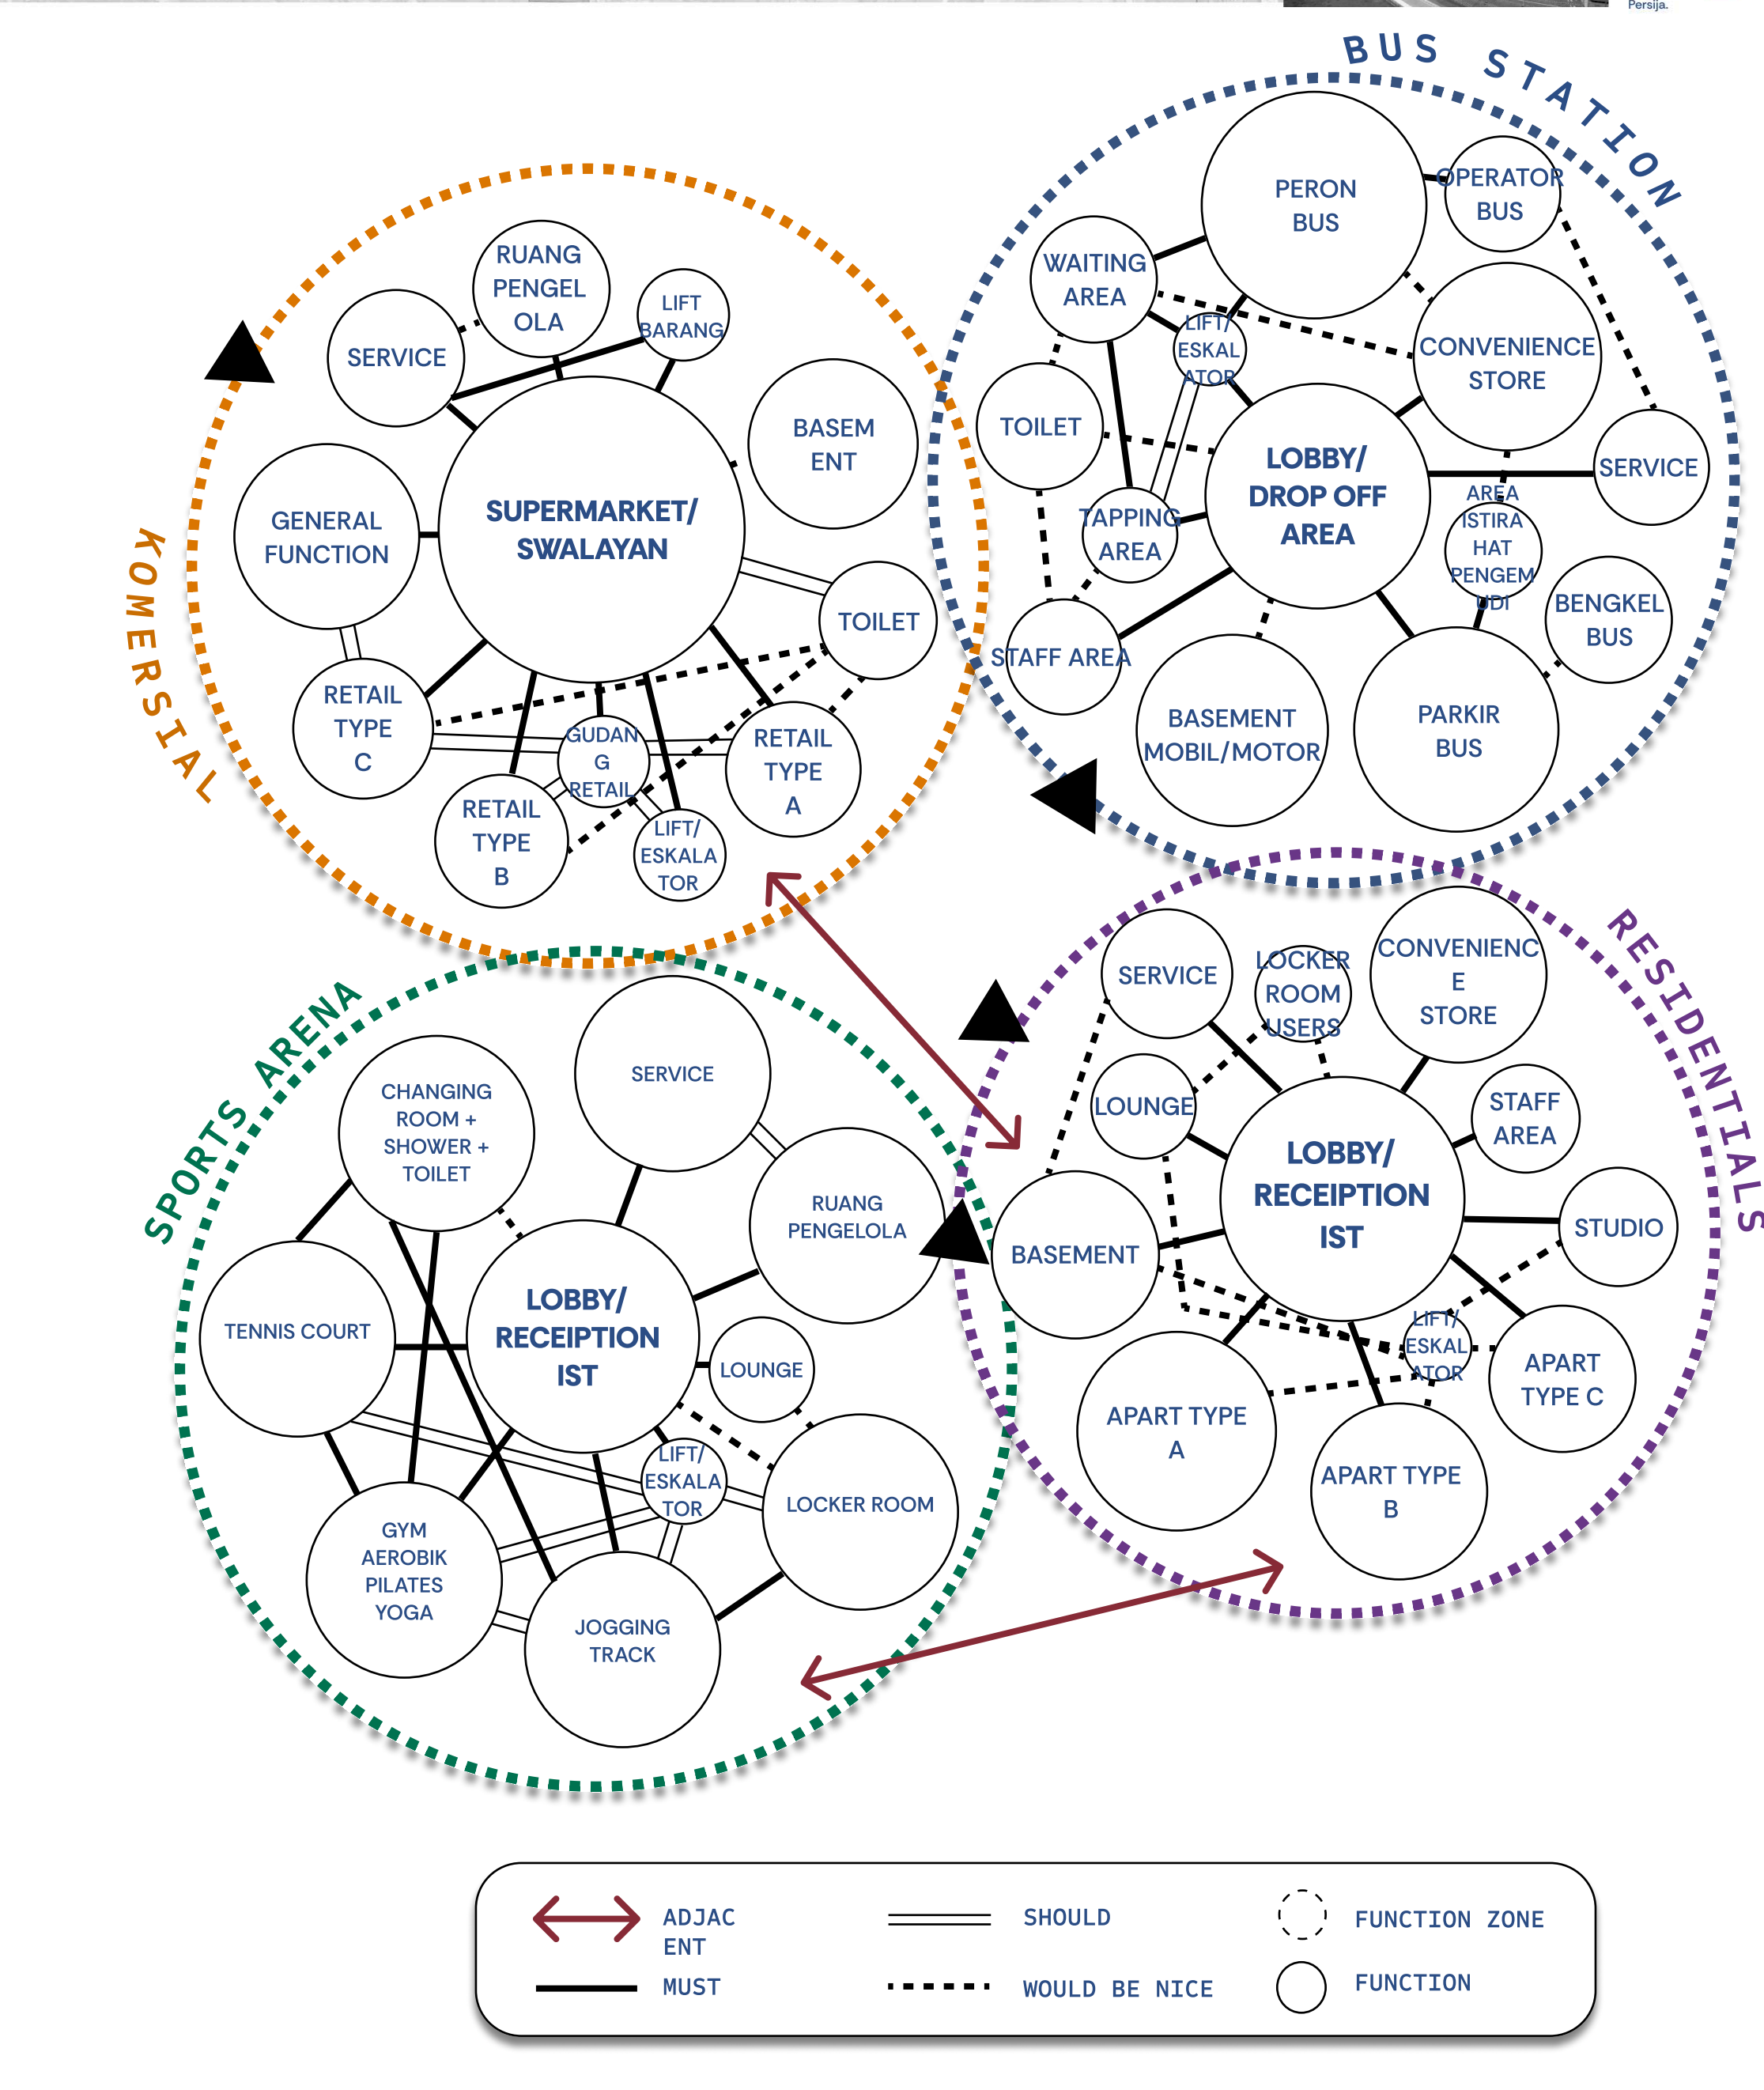 Persija.
BUS STATION
PERON
BUS
OPERATOR
BUS
WAITING
AREA
LIFT/
ESKAL
ATOR
CONVENIENCE
STORE
TOILET
LOBBY/
DROP OFF
AREA
SERVICE
TAPPING
AREA
AREA
ISTIRA
HAT
PENGEM
UDI
BENGKEL
BUS
STAFF AREA
BASEMENT
MOBIL/MOTOR
PARKIR
BUS
KOMERSIAL
RUANG
PENGEL
OLA
LIFT
BARANG
SERVICE
BASEM
ENT
GENERAL
FUNCTION
SUPERMARKET/
SWALAYAN
TOILET
RETAIL
TYPE
C
GUDAN
G
RETAIL
RETAIL
TYPE
A
RETAIL
TYPE
B
LIFT/
ESKALA
TOR
SPORTS ARENA
SERVICE
CHANGING
ROOM +
SHOWER +
TOILET
RUANG
PENGELOLA
TENNIS COURT
LOBBY/
RECEIPTION
IST
LOUNGE
LIFT/
ESKALA
TOR
LOCKER ROOM
GYM
AEROBIK
PILATES
YOGA
JOGGING
TRACK
RESIDENTIALS
SERVICE
LOCKER
ROOM
USERS
CONVENIENC
E
STORE
LOUNGE
STAFF
AREA
LOBBY/
RECEIPTION
IST
STUDIO
BASEMENT
LIFT/
ESKAL
ATOR
APART
TYPE C
APART TYPE
A
APART TYPE
B
ADJAC
ENT
SHOULD
FUNCTION ZONE
MUST
WOULD BE NICE
FUNCTION